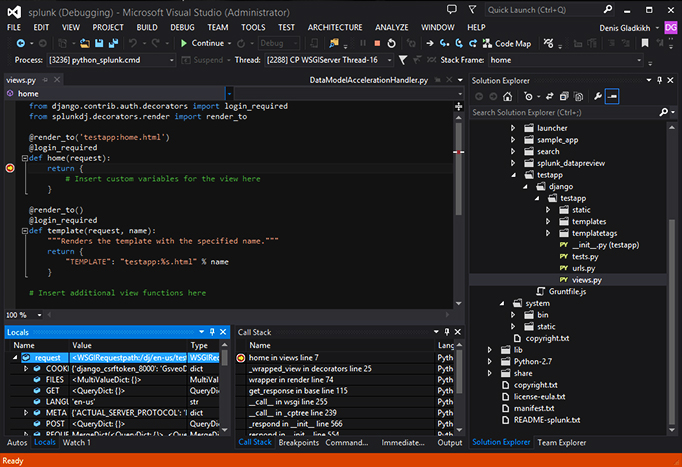 splunk (Debugging) - Microsoft Visual Studio (Administrator)
Quick Launch (Ctrl+Q)
FILE EDIT VIEW PROJECT BUILD DEBUG TEAM TOOLS TEST ARCHITECTURE ANALYZE WINDOW HELP
Denis Gladkikh
DG
Continue
Debug
Code Map
Process: [3236] python_splunk.cmd
Suspend
Thread: [2288] CP WSGIServer Thread-16
Stack Frame: home
views.py
DataModelAccelerationHandler.py
home
from django.contrib.auth.decorators import login_required
from splunkdj.decorators.render import render_to
@render_to('testapp:home.html')
@login_required
def home(request):
return {
# Insert custom variables for the view here
}
@render_to()
@login_required
def template(request, name):
"""Renders the template with the specified name."""
return {
"TEMPLATE": "testapp:%s.html" % name
}
# Insert additional view functions here
100 %
Solution Explorer
Search Solution Explorer (Ctrl+;)
launcher
sample_app
search
splunk_datapreview
testapp
django
testapp
static
templates
templatetags
PY __init__.py (testapp)
PY tests.py
PY urls.py
PY views.py
Gruntfile.js
system
bin
static
copyright.txt
lib
Python-2.7
share
copyright.txt
license-eula.txt
manifest.txt
README-splunk.txt
Solution Explorer Team Explorer
Locals
Name Value Type
request <WSGIRequestpath:/dj/en-us/test WSGIReq
COOKI {'django_csrftoken_8000': 'Gsveo dict
FILES <MultiValueDict: {}> MultiVal
GET <QueryDict: {}> QueryDic
LANGU 'en-us' str
META {'ACTUAL_SERVER_PROTOCOL': 'H dict
POST <QueryDict: {}> QueryDic
REQUE MergeDict(<QueryDict: {}>, <Que MergeDic
Autos Locals Watch 1
Call Stack
Name Lang
home in views line 7 Pyth
_wrapped_view in decorators line 25 Pyth
wrapper in render line 74 Pyth
get_response in base line 115 Pyth
__call__ in wsgi line 255 Pyth
__call__ in _cptree line 239 Pyth
_respond in __init__ line 566 Pyth
respond in __init__ line 554 Pyth
Call Stack Breakpoints Command... Immediate... Output
Ready